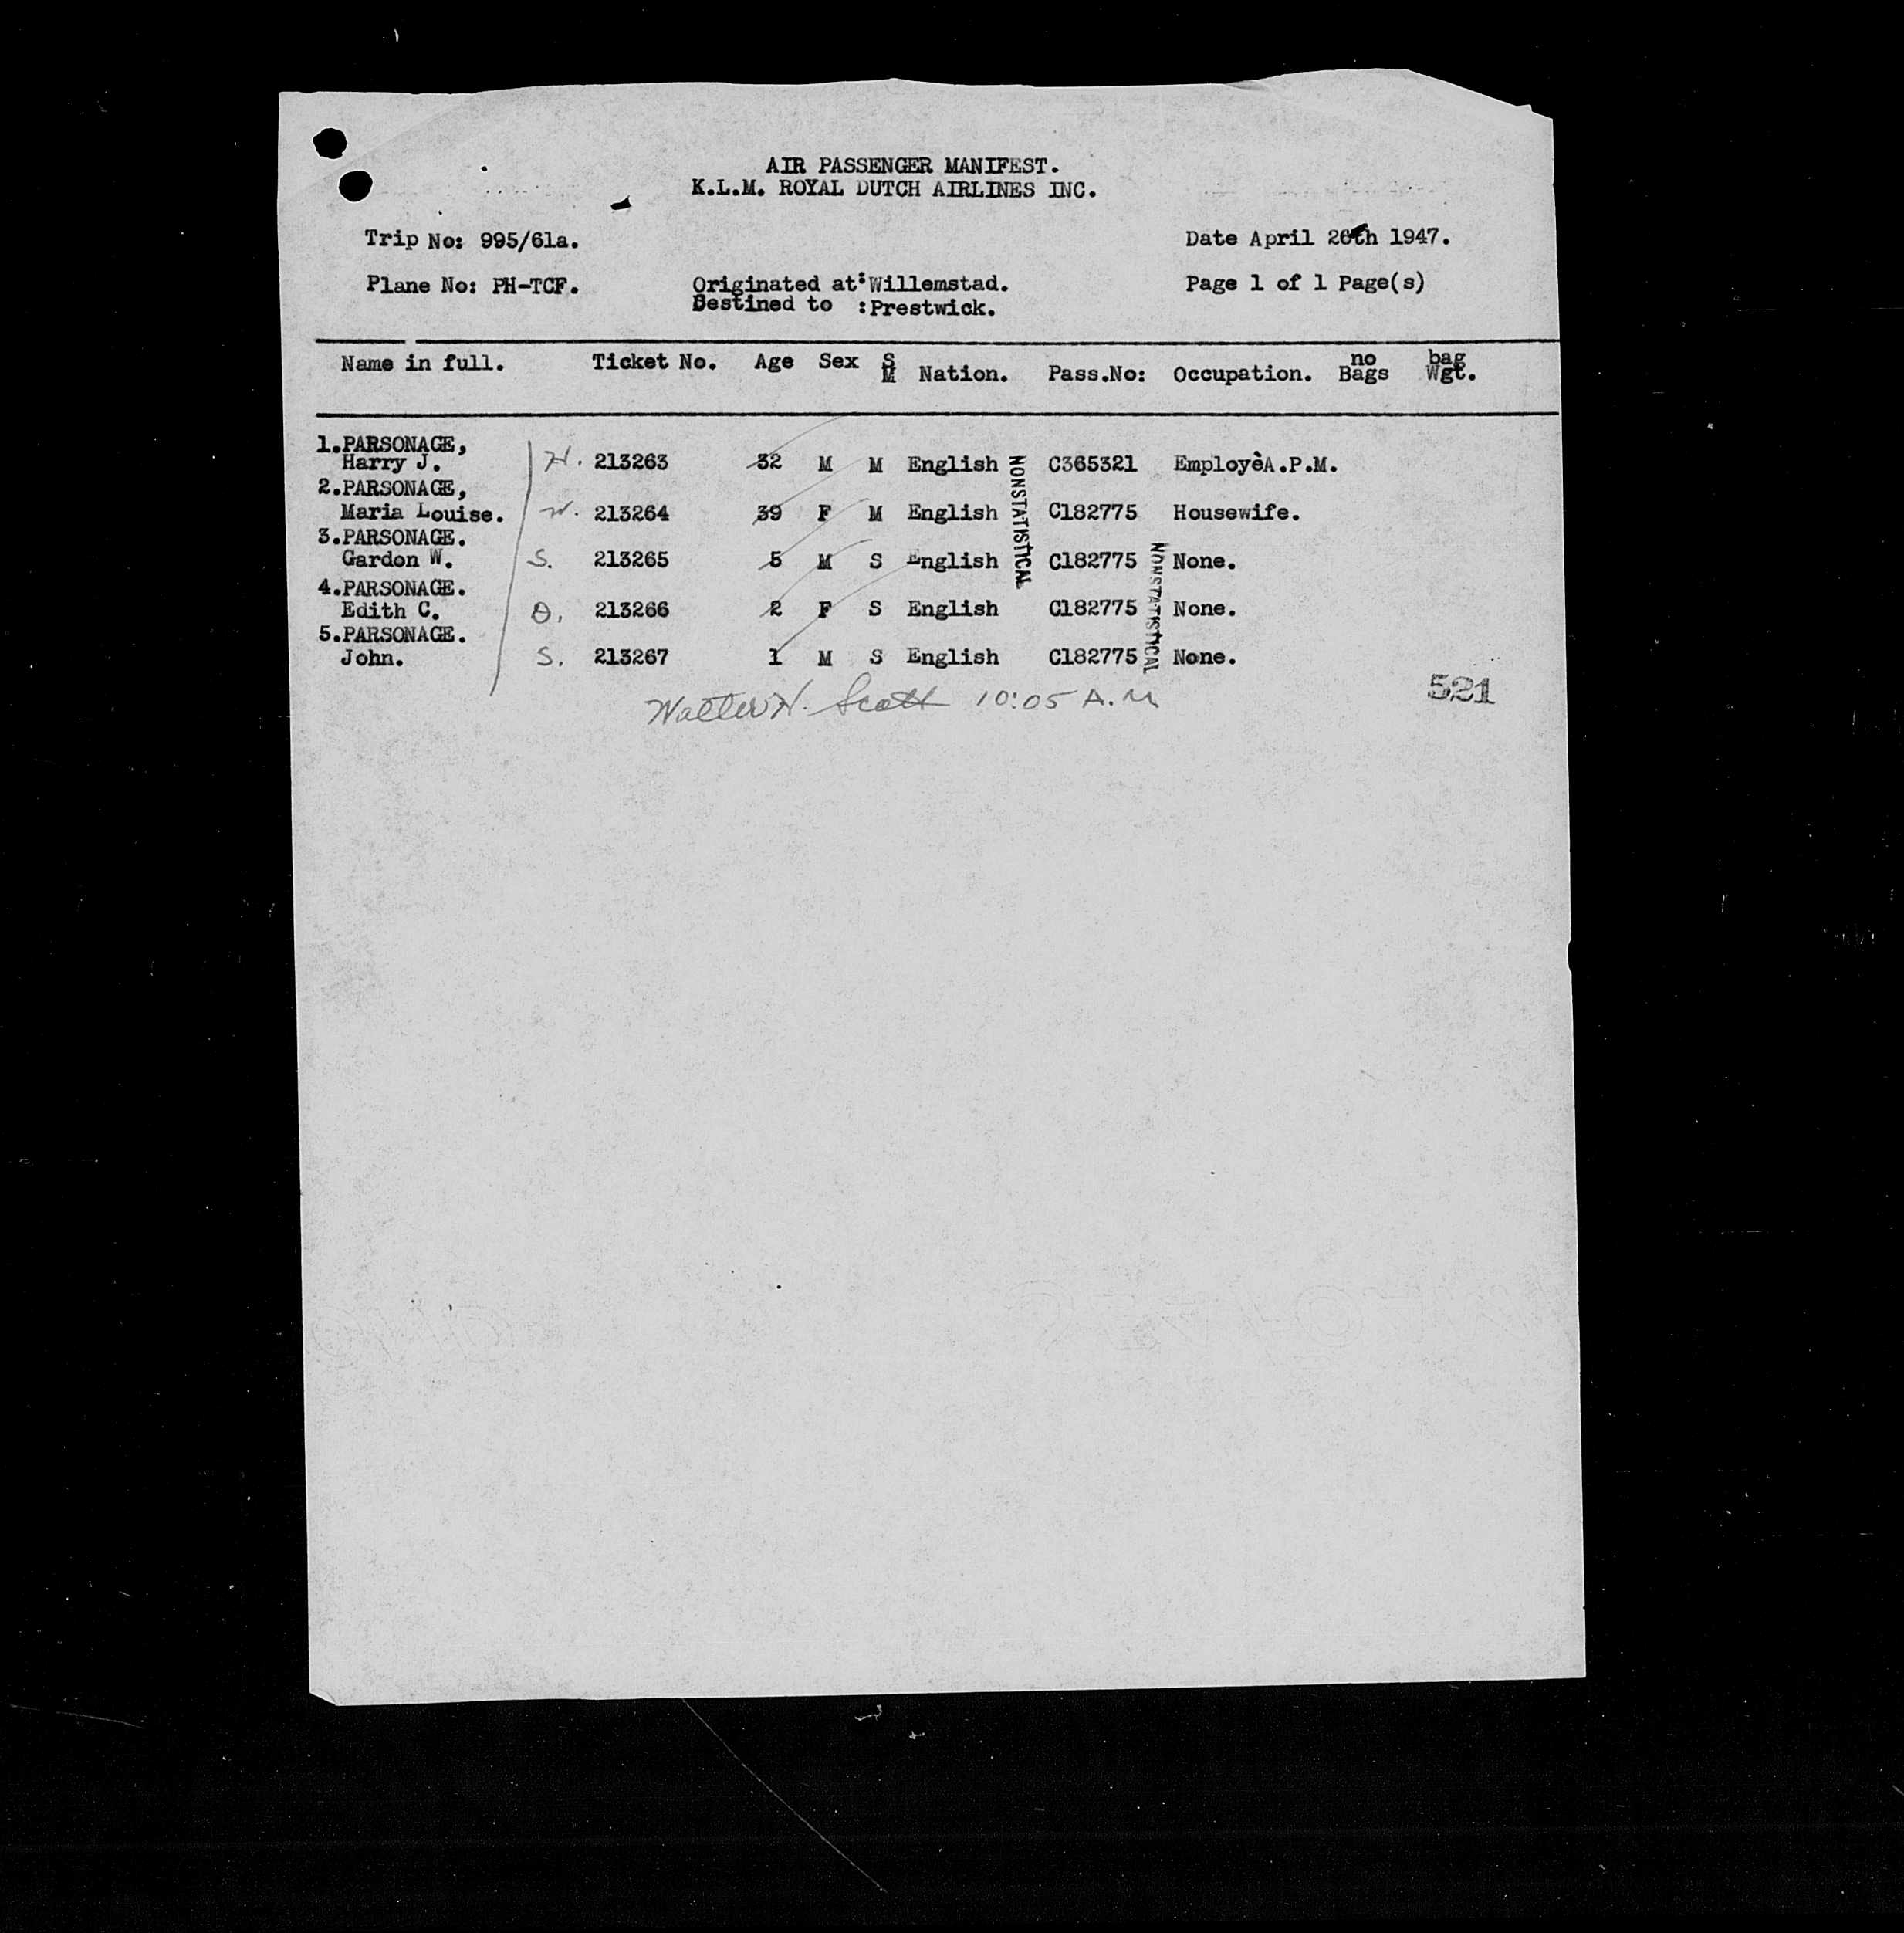 AIR PASSENGER MANIFEST.
K.L.M. ROYAL DUTCH AIRLINES INC.
Trip No: 995/61a. Date April 26th 1947.
Plane No: PH-TCF. Originated at:Willemstad. Page 1 of 1 Page(s)
Destined to :Prestwick.
Name in full. Ticket No. Age Sex S M Nation. Pass.No: Occupation. no Bags bag Wgt.
1.PARSONAGE,
Harry J. H. 213263 32 M M English C365321 EmployèA.P.M.
2.PARSONAGE,
Maria Louise. W. 213264 39 F M English C182775 Housewife.
3.PARSONAGE.
Gardon W. S. 213265 5 M S English C182775 None.
4.PARSONAGE.
Edith C. D. 213266 2 F S English C182775 None.
5.PARSONAGE.
John. S. 213267 1 M S English C182775 None.
NONSTATISTICAL
NONSTATISTICAL
Walter H. Scott 10:05 A.M
521